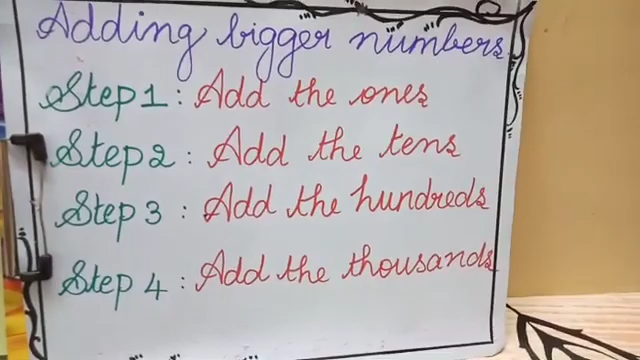 Adding bigger numbers
Step 1 : Add the ones
Step 2 : Add the tens
Step 3 : Add the hundreds
Step 4 : Add the thousands